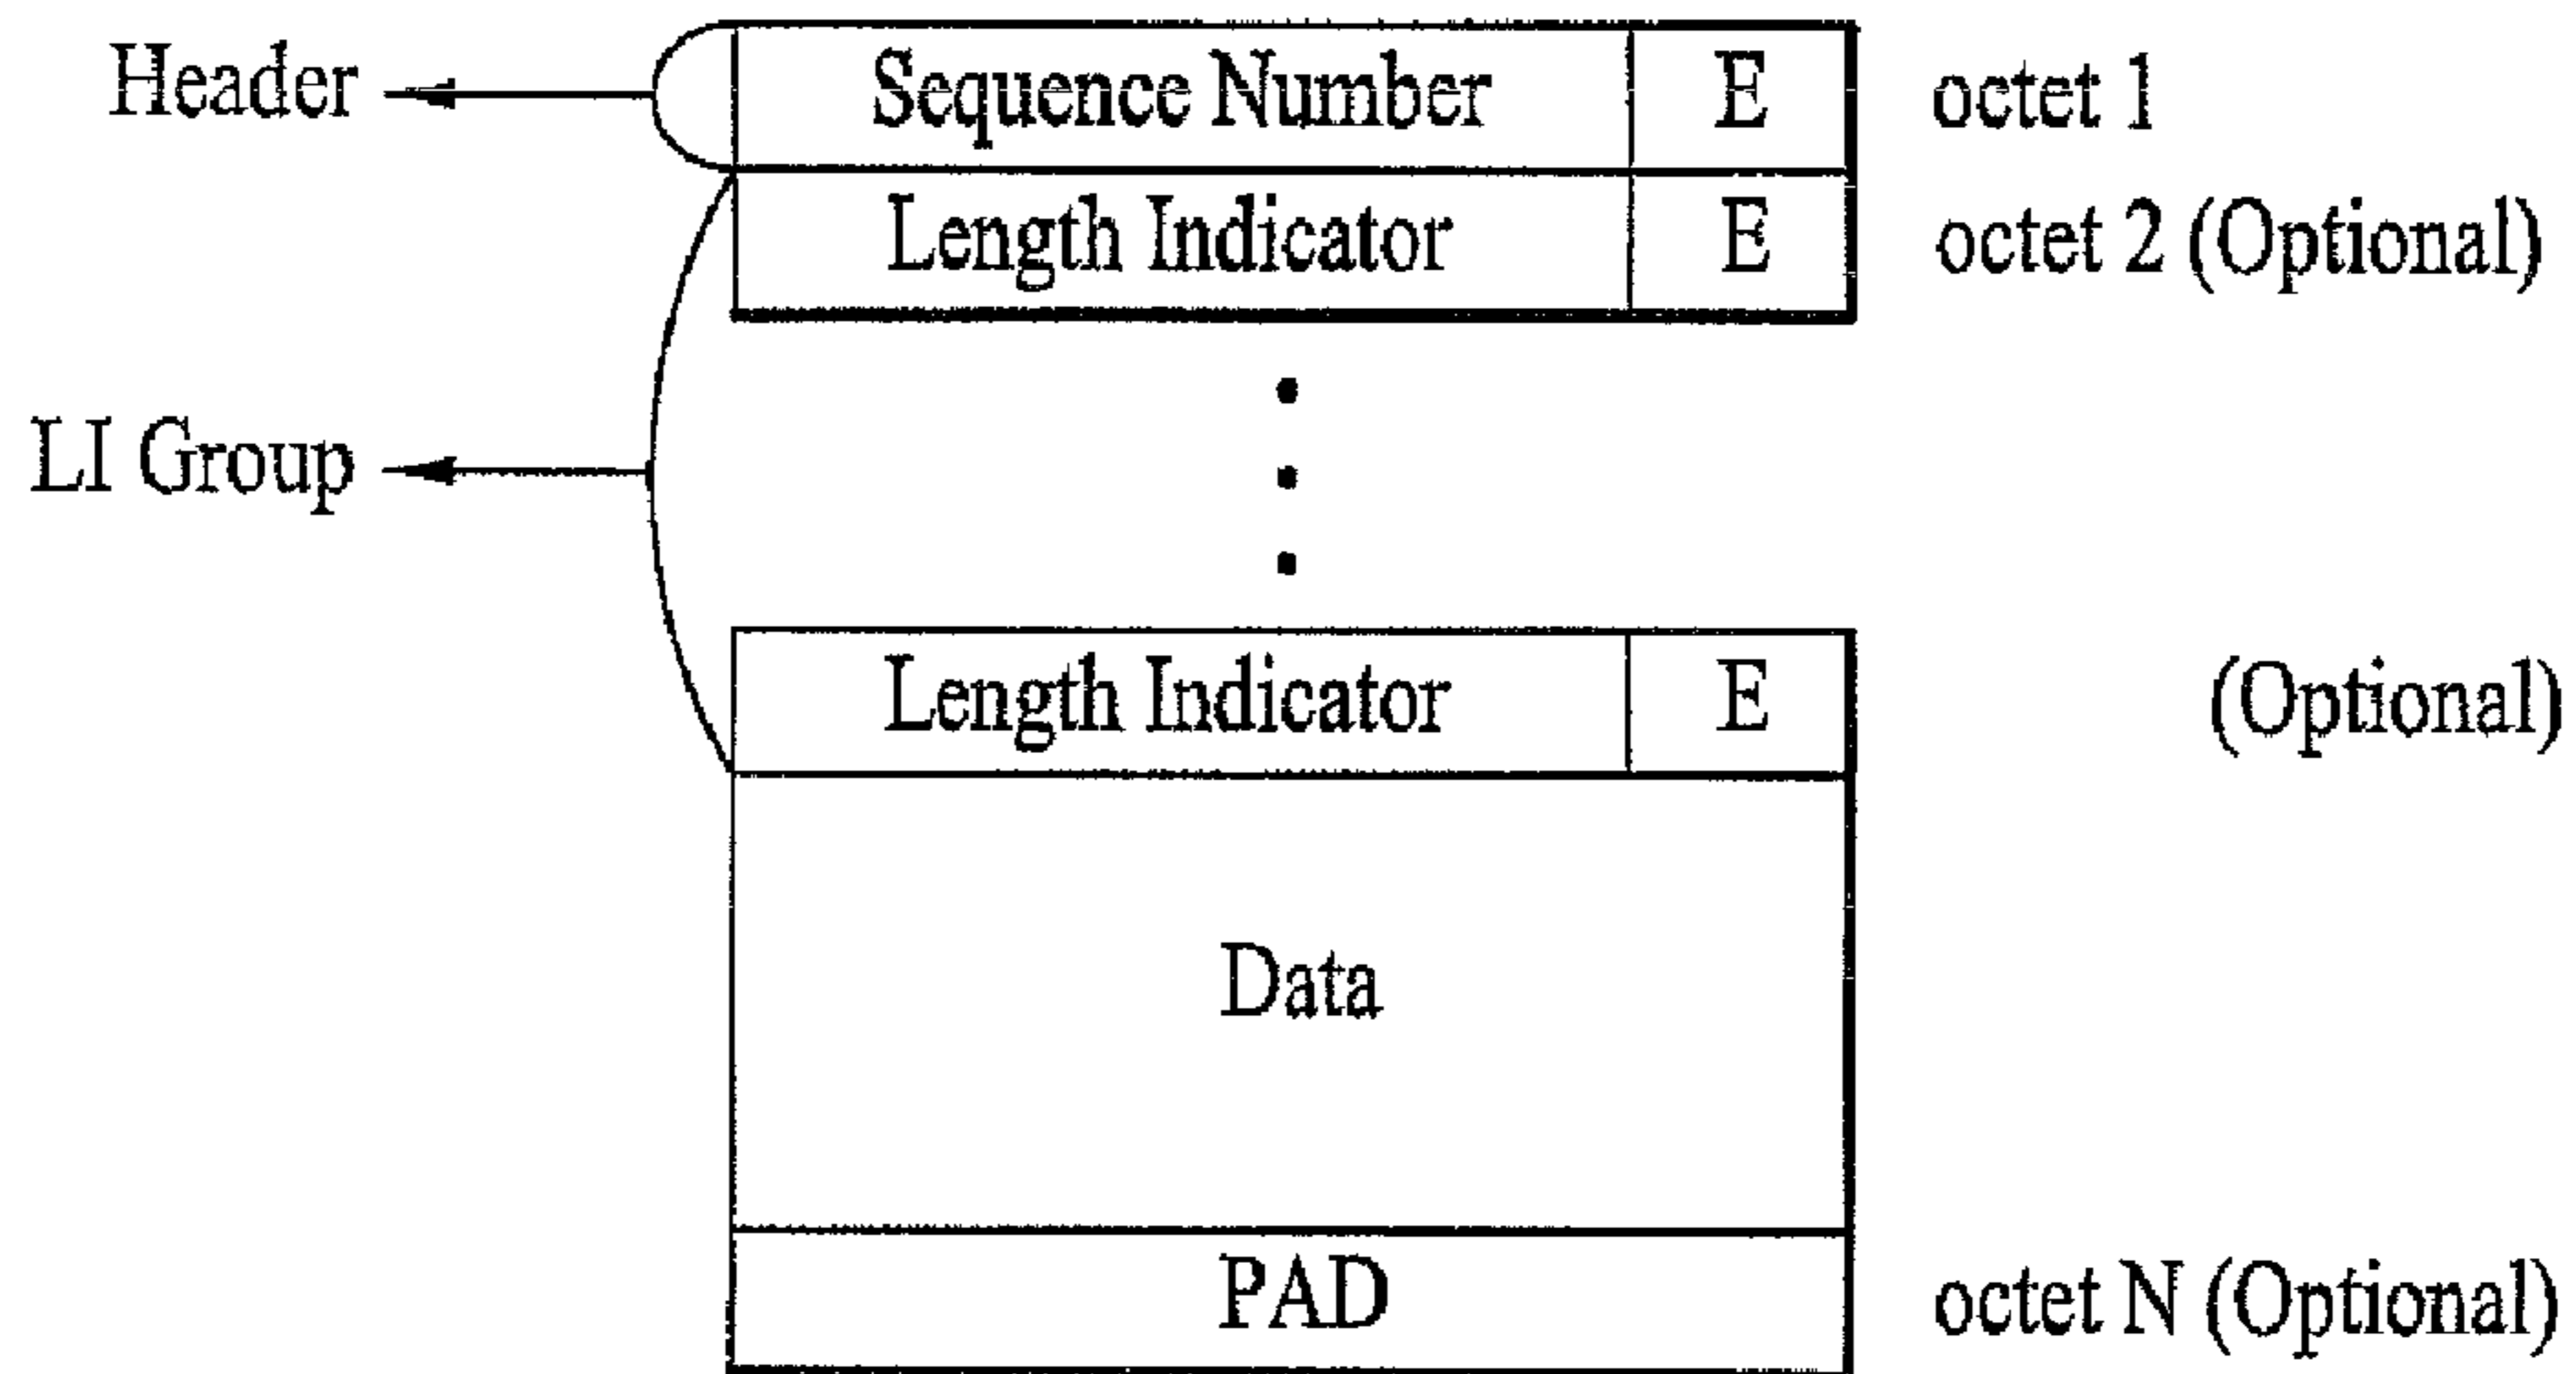 Header
Sequence Number E octet 1
Length Indicator E octet 2 (Optional)
LI Group
Length Indicator E (Optional)
Data
PAD octet N (Optional)